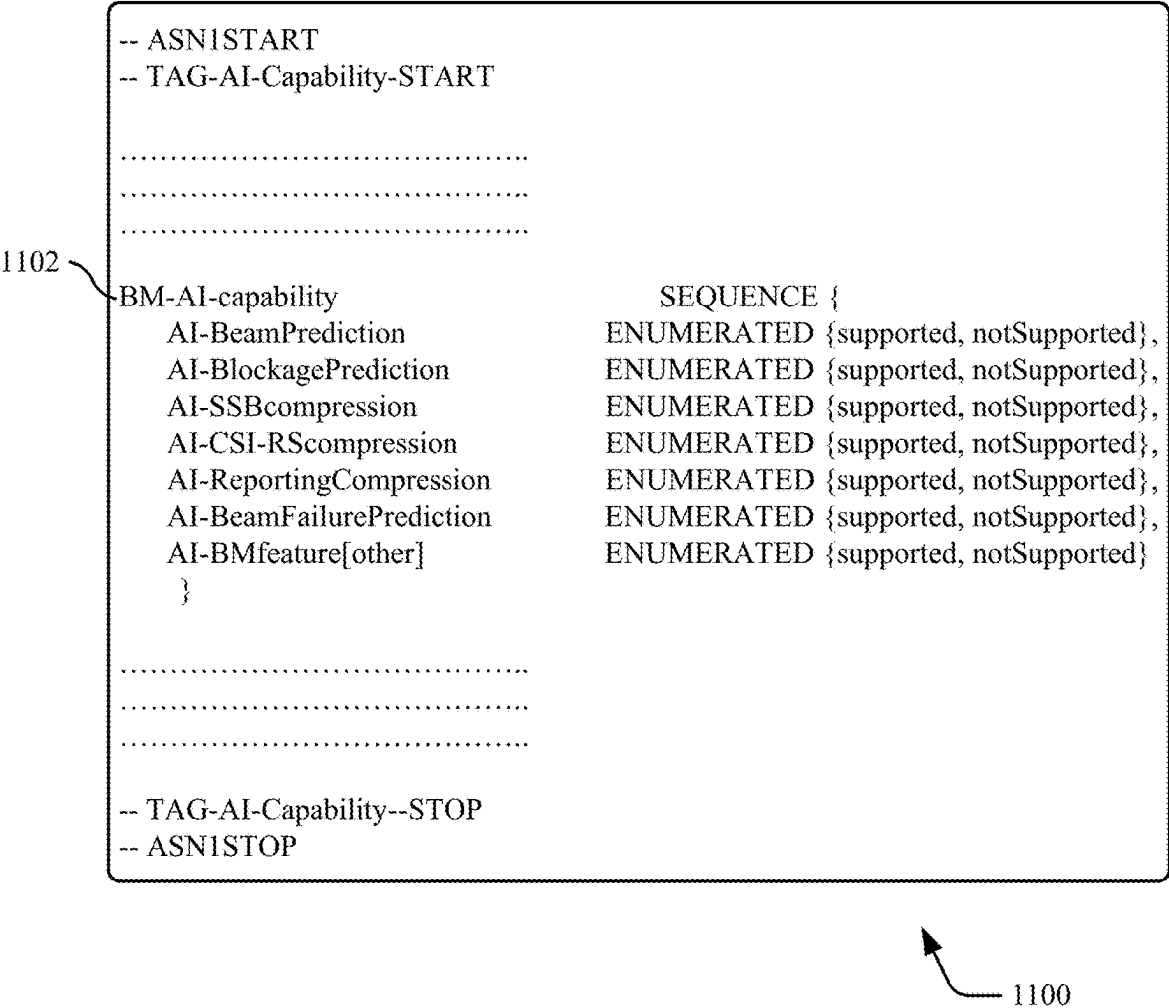 -- ASN1START
-- TAG-AI-Capability-START
............................................
............................................
............................................
1102
BM-AI-capability SEQUENCE {
AI-BeamPrediction ENUMERATED {supported, notSupported},
AI-BlockagePrediction ENUMERATED {supported, notSupported},
AI-SSBcompression ENUMERATED {supported, notSupported},
AI-CSI-RScompression ENUMERATED {supported, notSupported},
AI-ReportingCompression ENUMERATED {supported, notSupported},
AI-BeamFailurePrediction ENUMERATED {supported, notSupported},
AI-BMfeature[other] ENUMERATED {supported, notSupported}
}
............................................
............................................
............................................
-- TAG-AI-Capability--STOP
-- ASN1STOP
1100